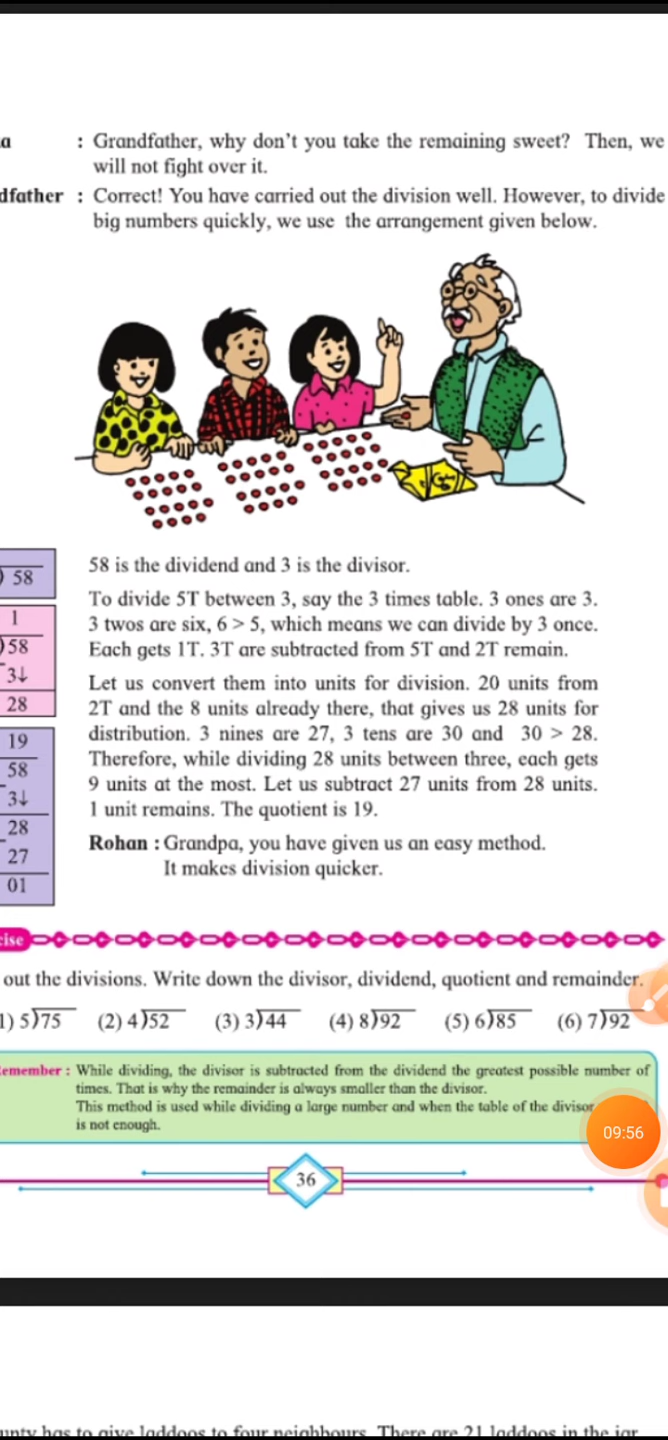 a : Grandfather, why don't you take the remaining sweet? Then, we
will not fight over it.
dfather : Correct! You have carried out the division well. However, to divide
big numbers quickly, we use the arrangement given below.
) 58
1
)58
-3↓
28
19
58
-3↓
28
-27
01
58 is the dividend and 3 is the divisor.
To divide 5T between 3, say the 3 times table. 3 ones are 3.
3 twos are six, 6 > 5, which means we can divide by 3 once.
Each gets 1T. 3T are subtracted from 5T and 2T remain.
Let us convert them into units for division. 20 units from
2T and the 8 units already there, that gives us 28 units for
distribution. 3 nines are 27, 3 tens are 30 and 30 > 28.
Therefore, while dividing 28 units between three, each gets
9 units at the most. Let us subtract 27 units from 28 units.
1 unit remains. The quotient is 19.
Rohan : Grandpa, you have given us an easy method.
It makes division quicker.
cise
out the divisions. Write down the divisor, dividend, quotient and remainder.
1) 5)75 (2) 4)52 (3) 3)44 (4) 8)92 (5) 6)85 (6) 7)92
emember : While dividing, the divisor is subtracted from the dividend the greatest possible number of
times. That is why the remainder is always smaller than the divisor.
This method is used while dividing a large number and when the table of the divisor
is not enough.
09:56
36
unty has to give laddoos to four neighbours. There are 21 laddoos in the jar.